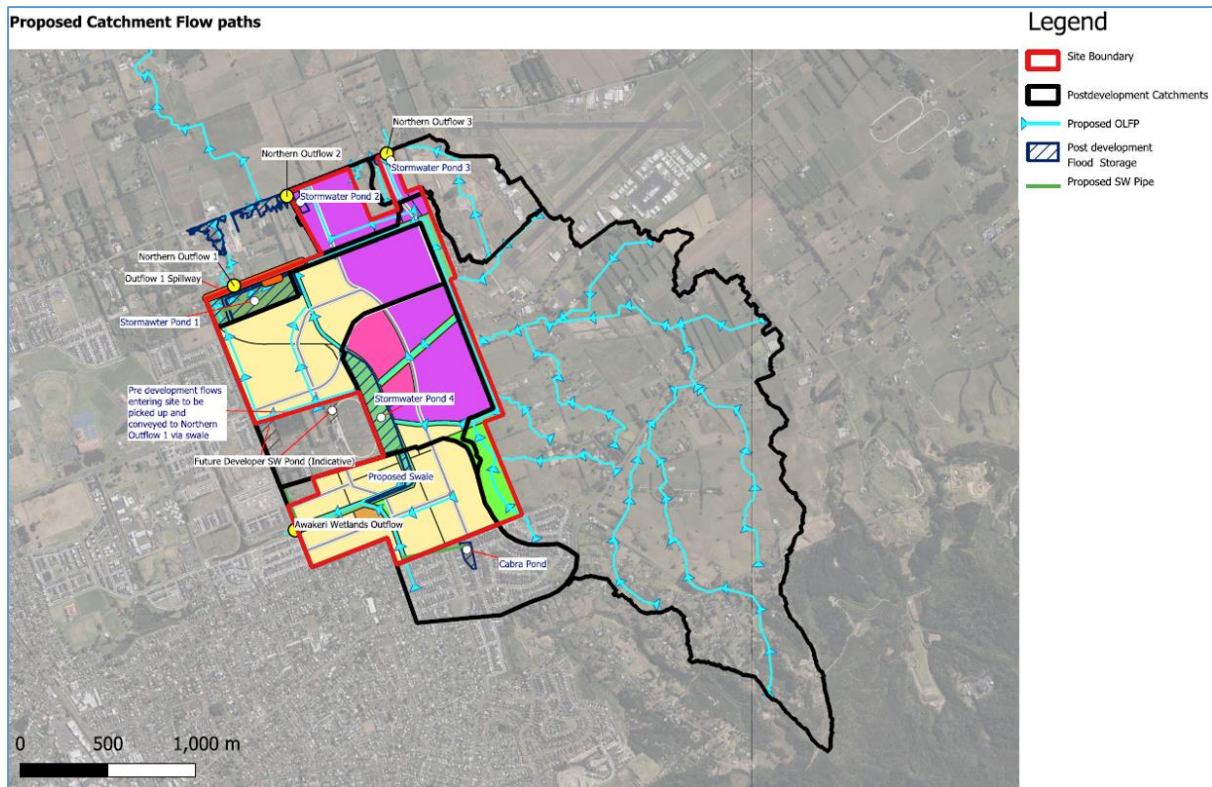 Proposed Catchment Flow paths
Legend
Site Boundary
Postdevelopment Catchments
Proposed OLFP
Post development
Flood Storage
Proposed SW Pipe
Northern Outflow 3
Northern Outflow 2
Stormwater Pond 3
Stormwater Pond 2
Northern Outflow 1
Outflow 1 Spillway
Stormawter Pond 1
Pre development flows
entering site to be
picked up and
conveyed to Northern
Outflow 1 via swale
Stormwater Pond 4
Future Developer SW Pond (Indicative)
Proposed Swale
Awakeri Wetlands Outflow
Cabra Pond
0 500 1,000 m